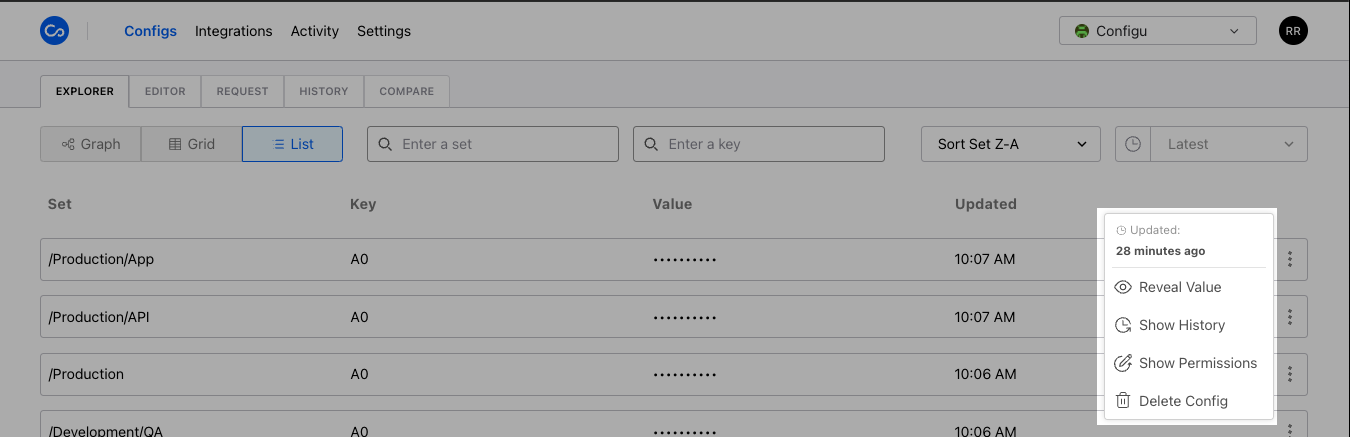 Configs Integrations Activity Settings Configu RR
EXPLORER EDITOR REQUEST HISTORY COMPARE
Graph Grid List Enter a set Enter a key Sort Set Z-A Latest
Set Key Value Updated
Updated:
28 minutes ago
/Production/App A0 •••••••••• 10:07 AM
Reveal Value
/Production/API A0 •••••••••• 10:07 AM
Show History
Show Permissions
/Production A0 •••••••••• 10:06 AM
Delete Config
/Development/QA A0 •••••••••• 10:06 AM